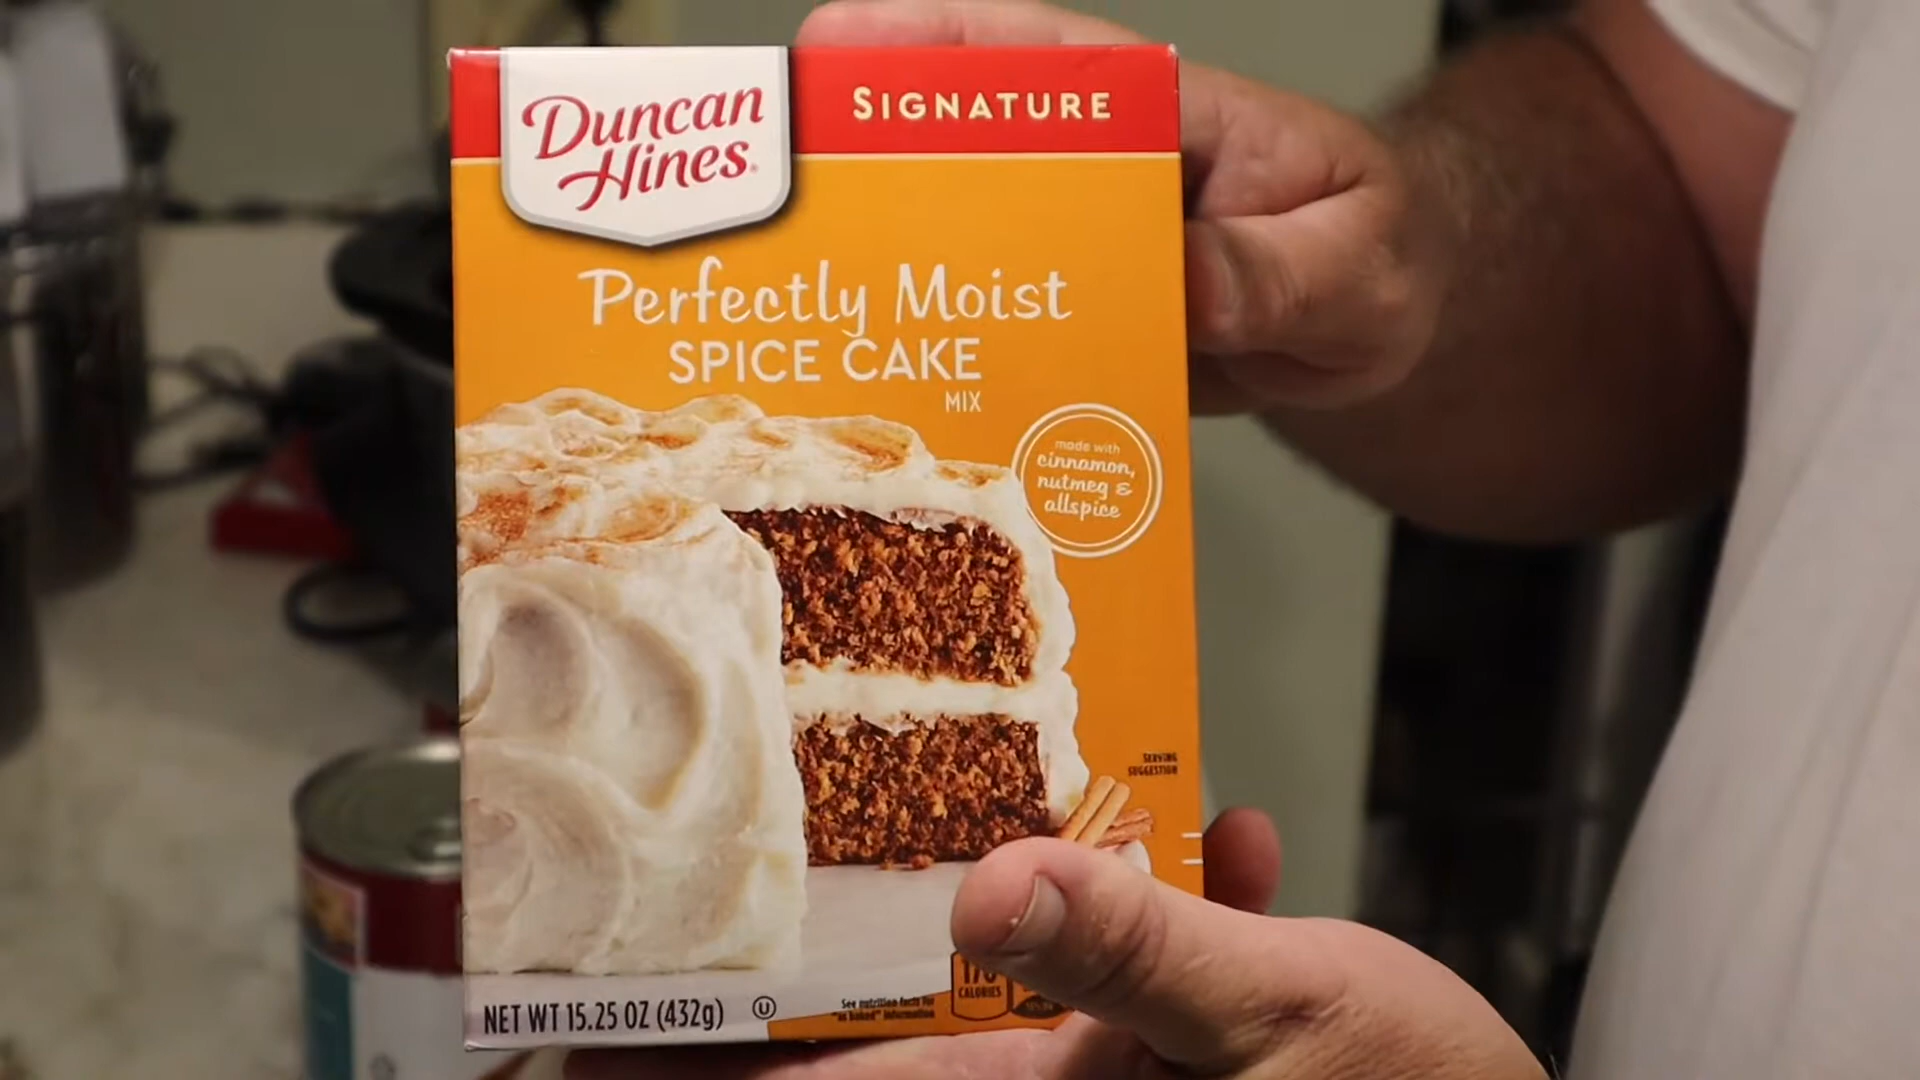 Duncan
Hines®
SIGNATURE
Perfectly Moist
SPICE CAKE
MIX
made with
cinnamon,
nutmeg &
allspice
SERVING
SUGGESTION
NET WT 15.25 OZ (432g)
U
See nutrition facts for
"as baked" information
CALORIES